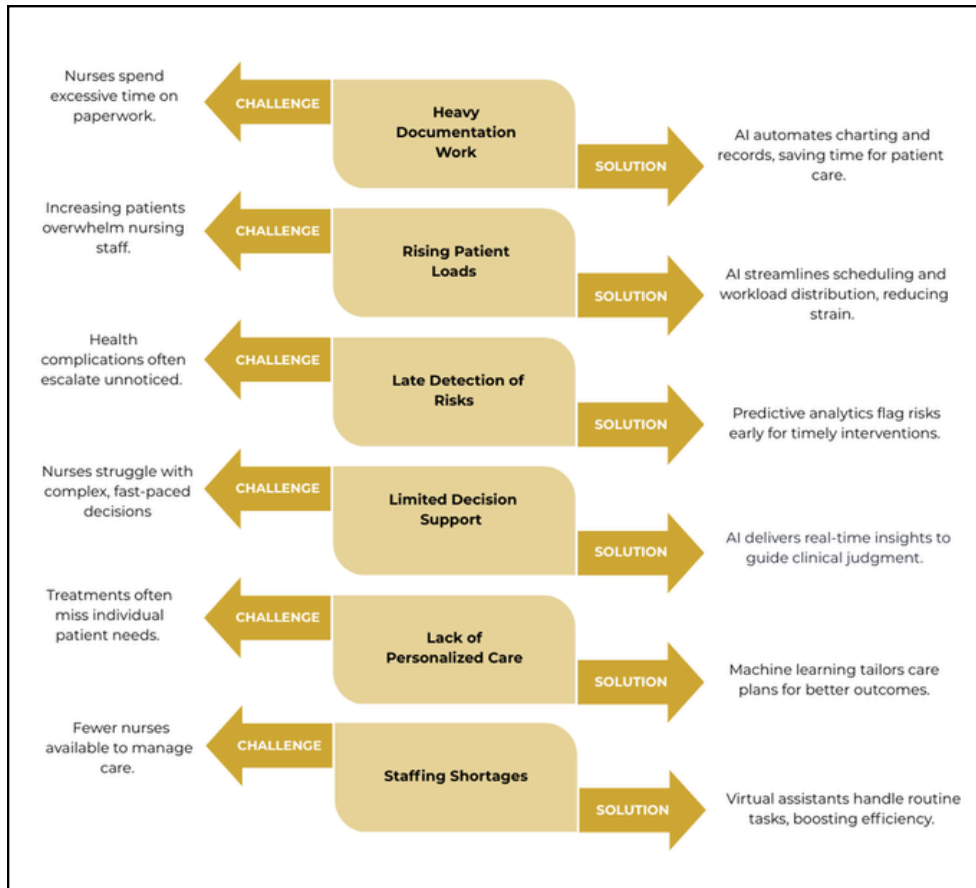 Nurses spend
excessive time on
paperwork.
CHALLENGE
Heavy
Documentation
Work
SOLUTION
AI automates charting and
records, saving time for patient
care.
Increasing patients
overwhelm nursing
staff.
CHALLENGE
Rising Patient
Loads
SOLUTION
AI streamlines scheduling and
workload distribution, reducing
strain.
Health
complications often
escalate unnoticed.
CHALLENGE
Late Detection of
Risks
SOLUTION
Predictive analytics flag risks
early for timely interventions.
Nurses struggle with
complex, fast-paced
decisions
CHALLENGE
Limited Decision
Support
SOLUTION
AI delivers real-time insights to
guide clinical judgment.
Treatments often
miss individual
patient needs.
CHALLENGE
Lack of
Personalized Care
SOLUTION
Machine learning tailors care
plans for better outcomes.
Fewer nurses
available to manage
care.
CHALLENGE
Staffing Shortages
SOLUTION
Virtual assistants handle routine
tasks, boosting efficiency.